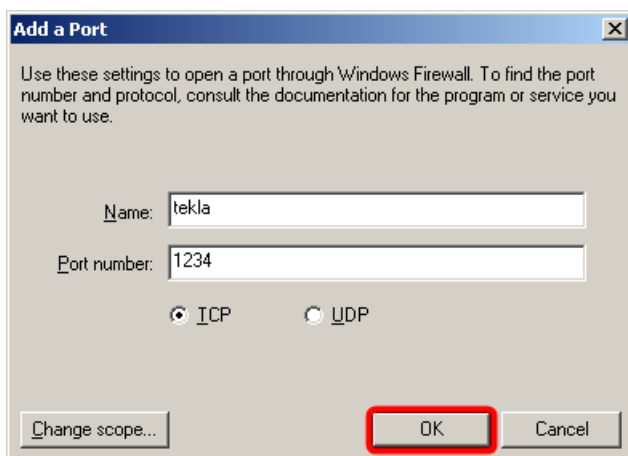 Add a Port
Use these settings to open a port through Windows Firewall. To find the port
number and protocol, consult the documentation for the program or service you
want to use.
Name: tekla
Port number: 1234
TCP UDP
Change scope... OK Cancel